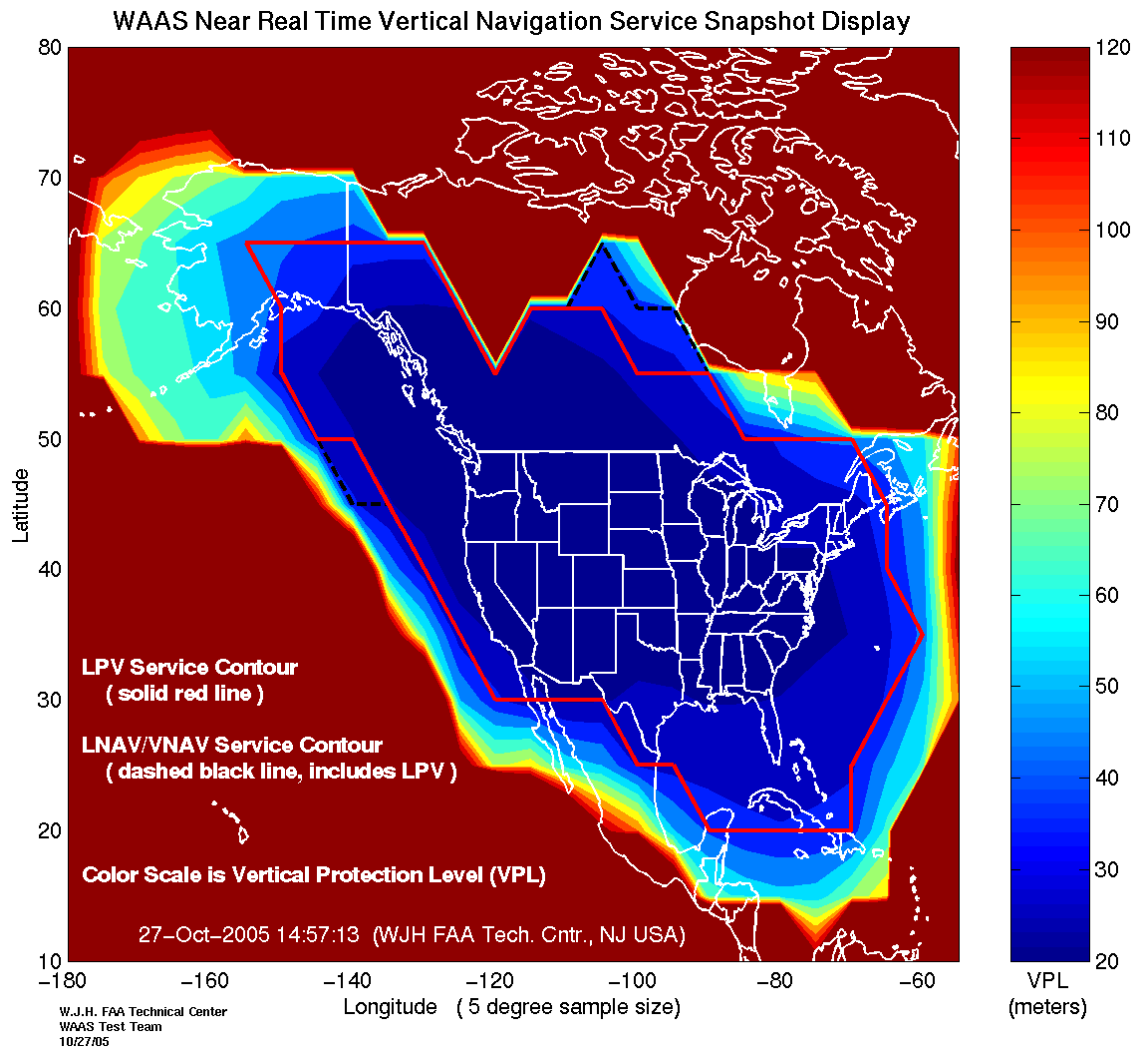 WAAS Near Real Time Vertical Navigation Service Snapshot Display
80
70
60
50
40
30
20
10
Latitude
LPV Service Contour
( solid red line )
LNAV/VNAV Service Contour
( dashed black line, includes LPV )
Color Scale is Vertical Protection Level (VPL)
27-Oct-2005 14:57:13 (WJH FAA Tech. Cntr., NJ USA)
-180 -160 -140 -120 -100 -80 -60
Longitude ( 5 degree sample size)
120
110
100
90
80
70
60
50
40
30
20
VPL
(meters)
W.J.H. FAA Technical Center
WAAS Test Team
10/27/05